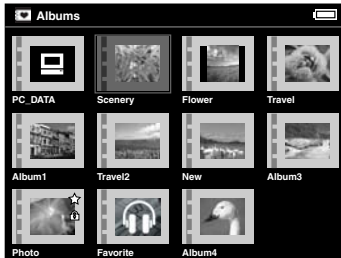 Albums
PC_DATA Scenery Flower Travel
Album1 Travel2 New Album3
Photo Favorite Album4